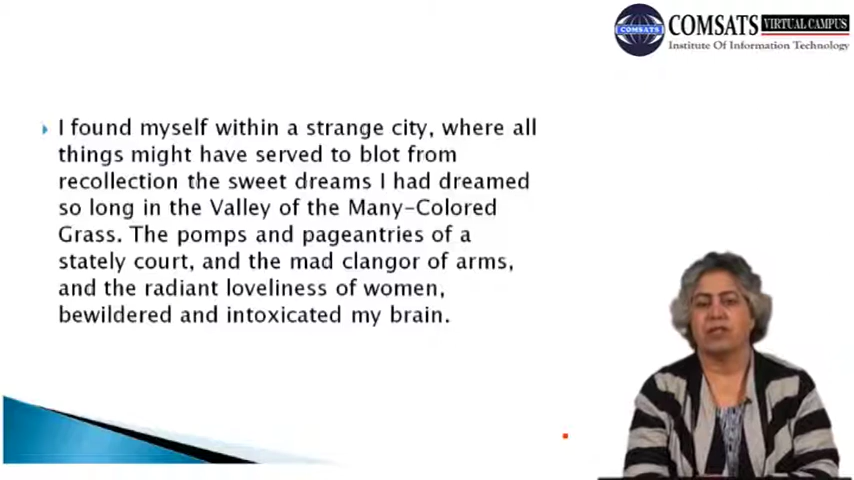 COMSATS VIRTUAL CAMPUS
COMSATS
Institute Of Information Technology
I found myself within a strange city, where all
things might have served to blot from
recollection the sweet dreams I had dreamed
so long in the Valley of the Many-Colored
Grass. The pomps and pageantries of a
stately court, and the mad clangor of arms,
and the radiant loveliness of women,
bewildered and intoxicated my brain.